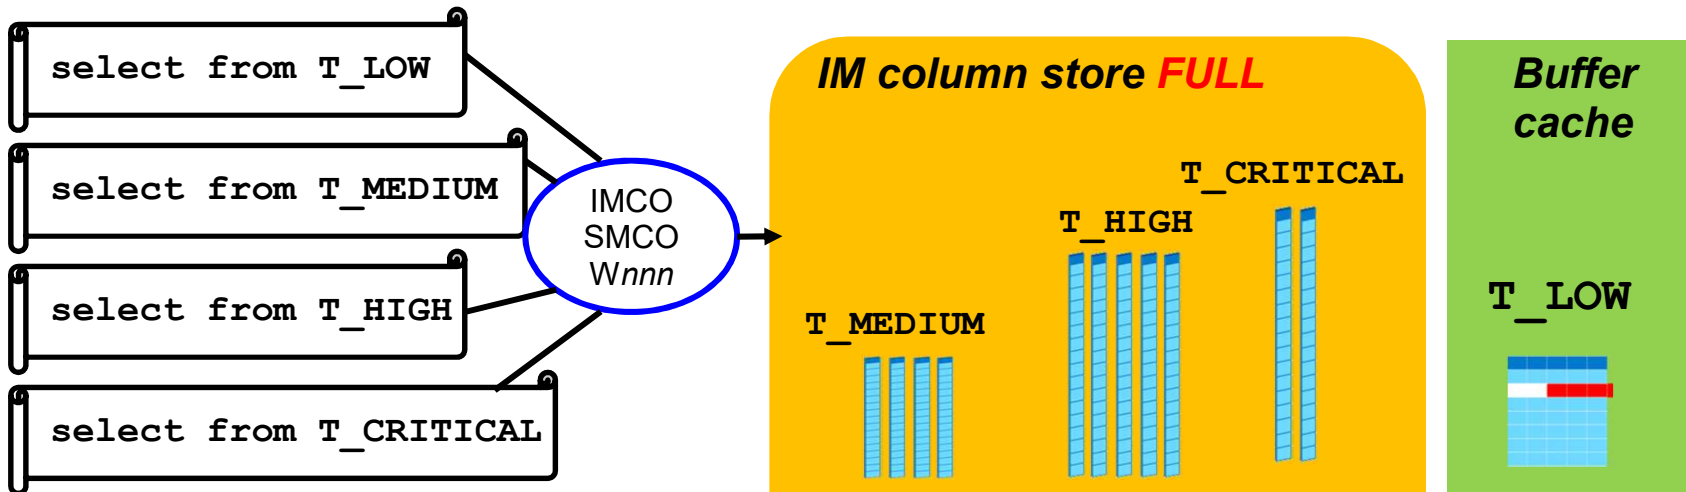 select from T_LOW
select from T_MEDIUM
select from T_HIGH
select from T_CRITICAL
IMCO
SMCO
Wnnn
IM column store FULL
T_CRITICAL
T_HIGH
T_MEDIUM
Buffer
cache
T_LOW